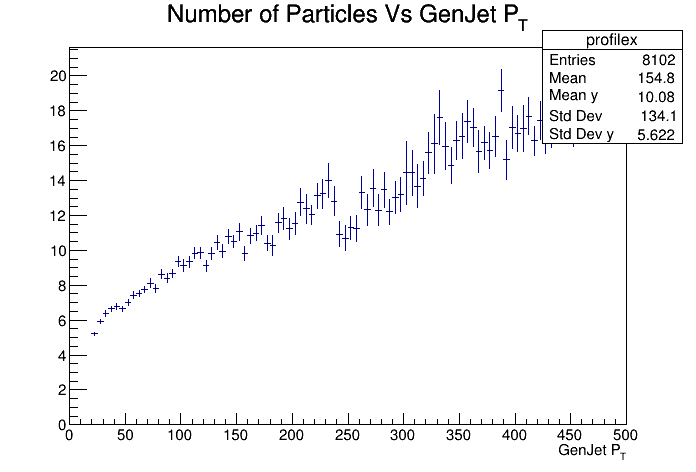 Number of Particles Vs GenJet PT
profilex
Entries 8102
Mean 154.8
Mean y 10.08
Std Dev 134.1
Std Dev y 5.622
20
18
16
14
12
10
8
6
4
2
0
0 50 100 150 200 250 300 350 400 450 500
GenJet PT